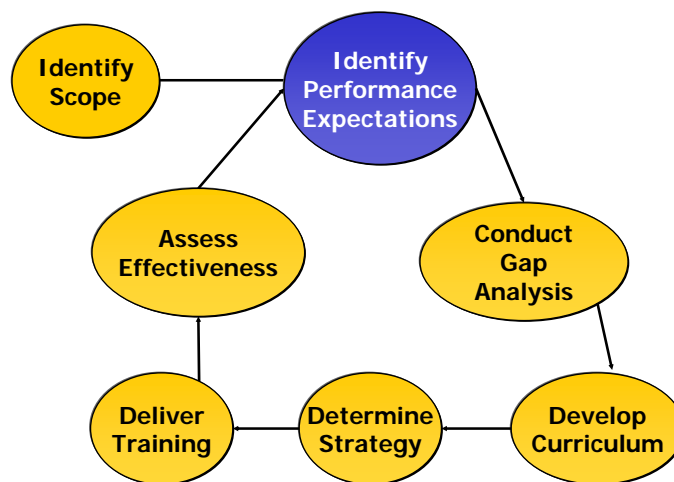 Identify
Scope
Identify
Performance
Expectations
Assess
Effectiveness
Conduct
Gap
Analysis
Deliver
Training
Determine
Strategy
Develop
Curriculum